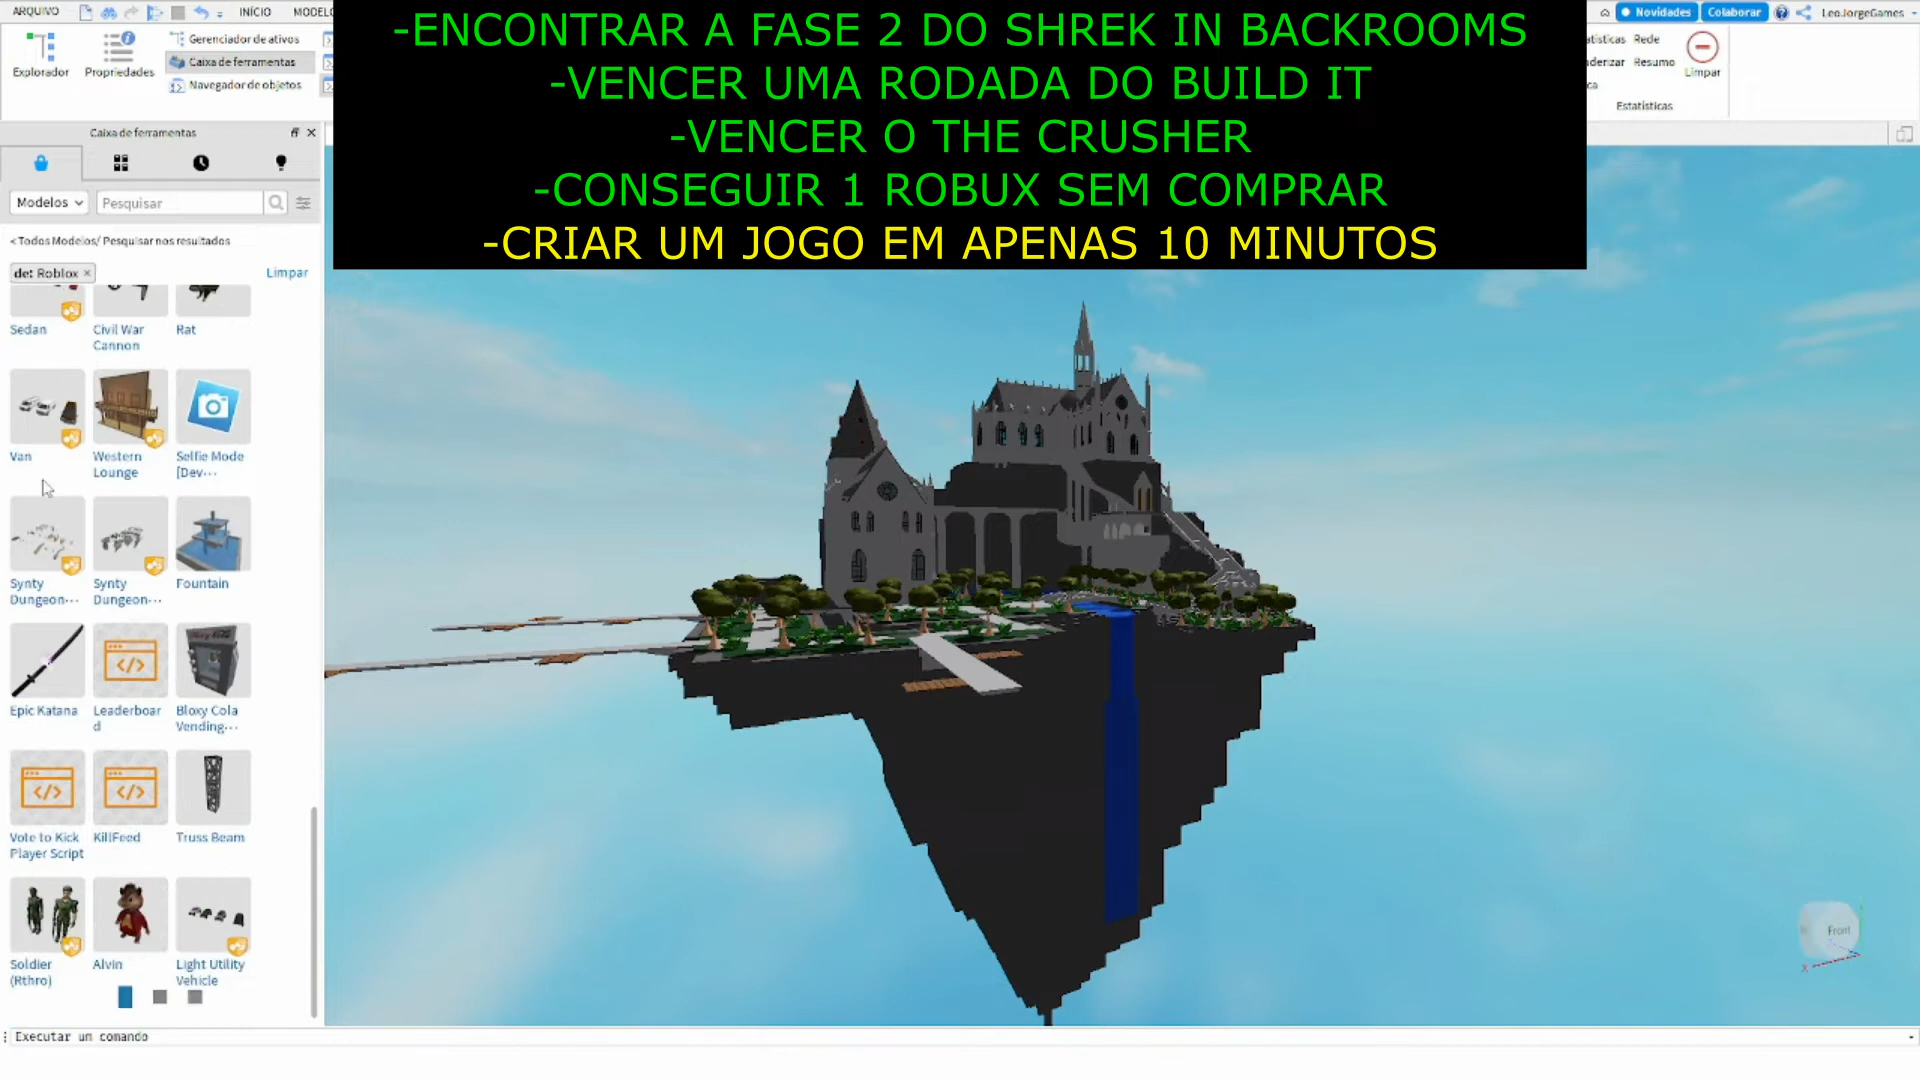 ARQUIVO
INÍCIO
MODELO
-ENCONTRAR A FASE 2 DO SHREK IN BACKROOMS
-VENCER UMA RODADA DO BUILD IT
-VENCER O THE CRUSHER
-CONSEGUIR 1 ROBUX SEM COMPRAR
-CRIAR UM JOGO EM APENAS 10 MINUTOS
Novidades
Colaborar
LeoJorgeGames
Explorador
Propriedades
Gerenciador de ativos
Caixa de ferramentas
Navegador de objetos
Rede
Resumo
Limpar
Estatísticas
Caixa de ferramentas
Modelos
Pesquisar
<Todos Modelos/ Pesquisar nos resultados
de: Roblox ×
Limpar
Sedan
Civil War
Cannon
Rat
Van
Western
Lounge
Selfie Mode
[Dev...
Synty
Dungeon...
Synty
Dungeon...
Fountain
Epic Katana
Leaderboar
d
Bloxy Cola
Vending...
Vote to Kick
Player Script
KillFeed
Truss Beam
Soldier
(Rthro)
Alvin
Light Utility
Vehicle
Front
X
Executar um comando